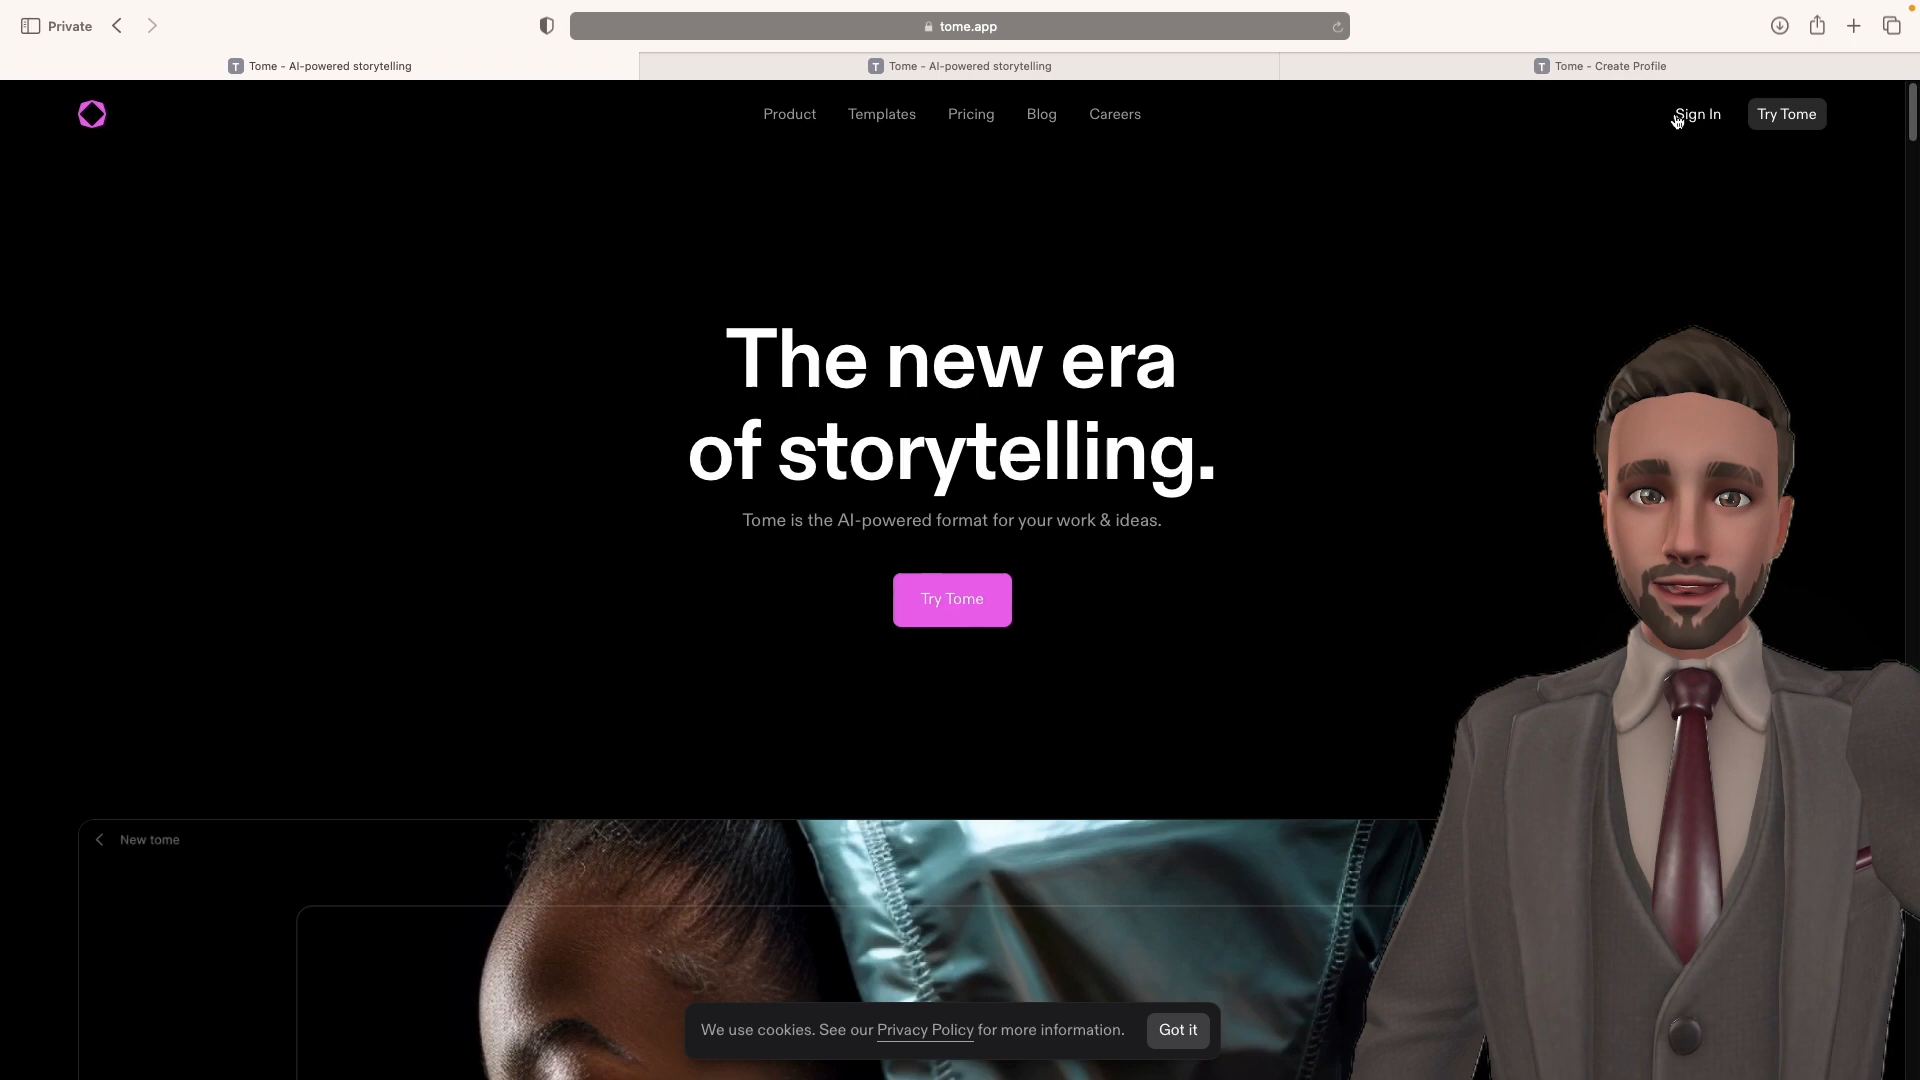 Private
tome.app
T Tome - AI-powered storytelling
T Tome - AI-powered storytelling
T Tome - Create Profile
Product Templates Pricing Blog Careers
Sign In Try Tome
The new era
of storytelling.
Tome is the AI-powered format for your work & ideas.
Try Tome
New tome
We use cookies. See our Privacy Policy for more information. Got it